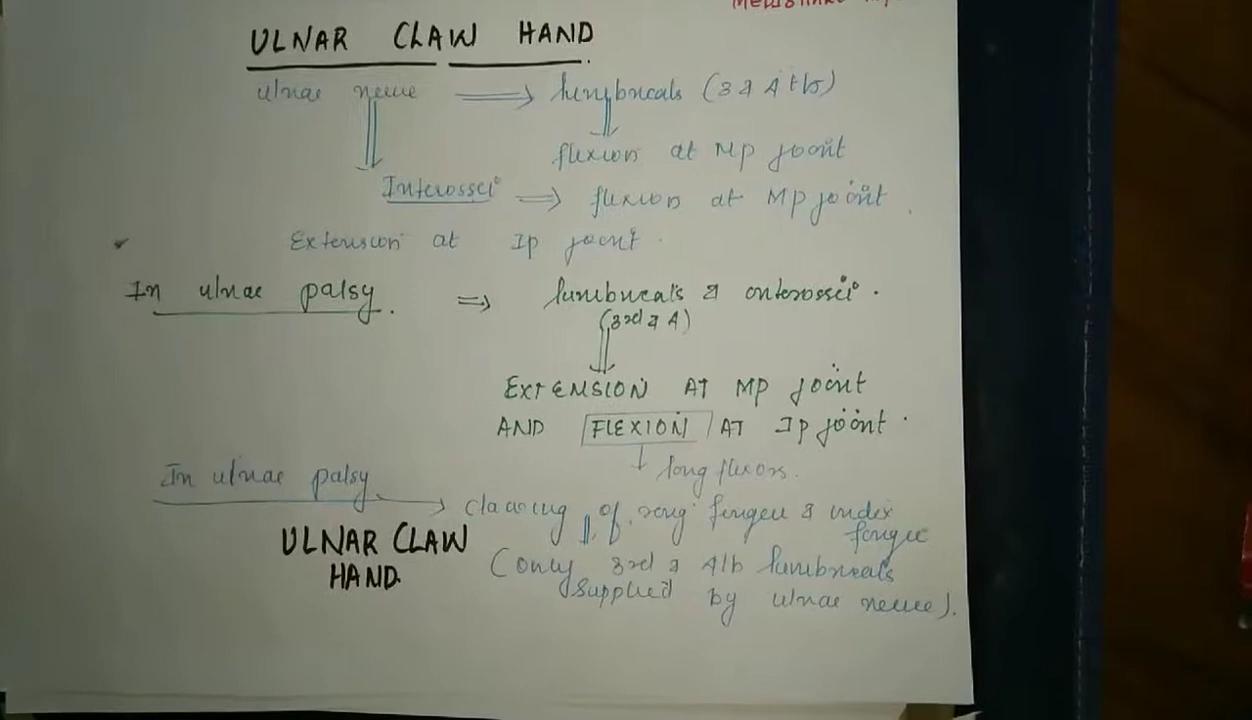 ULNAR CLAW HAND
ulnar nerve ⟹ lumbricals (3 & 4th)
flexion at MP joint
Interossei ⟹ flexion at MP joint.
Extension at Ip joint.
In ulnar palsy. ⟹ lumbricals & interossei.
(3rd & 4)
EXTENSION AT MP joint
AND FLEXION AT Ip joint.
↓ long flexors.
In ulnar palsy → clawing of ring finger & index
finger
ULNAR CLAW
HAND.
(only 3rd & 4th lumbricals
supplied by ulnar nerve).